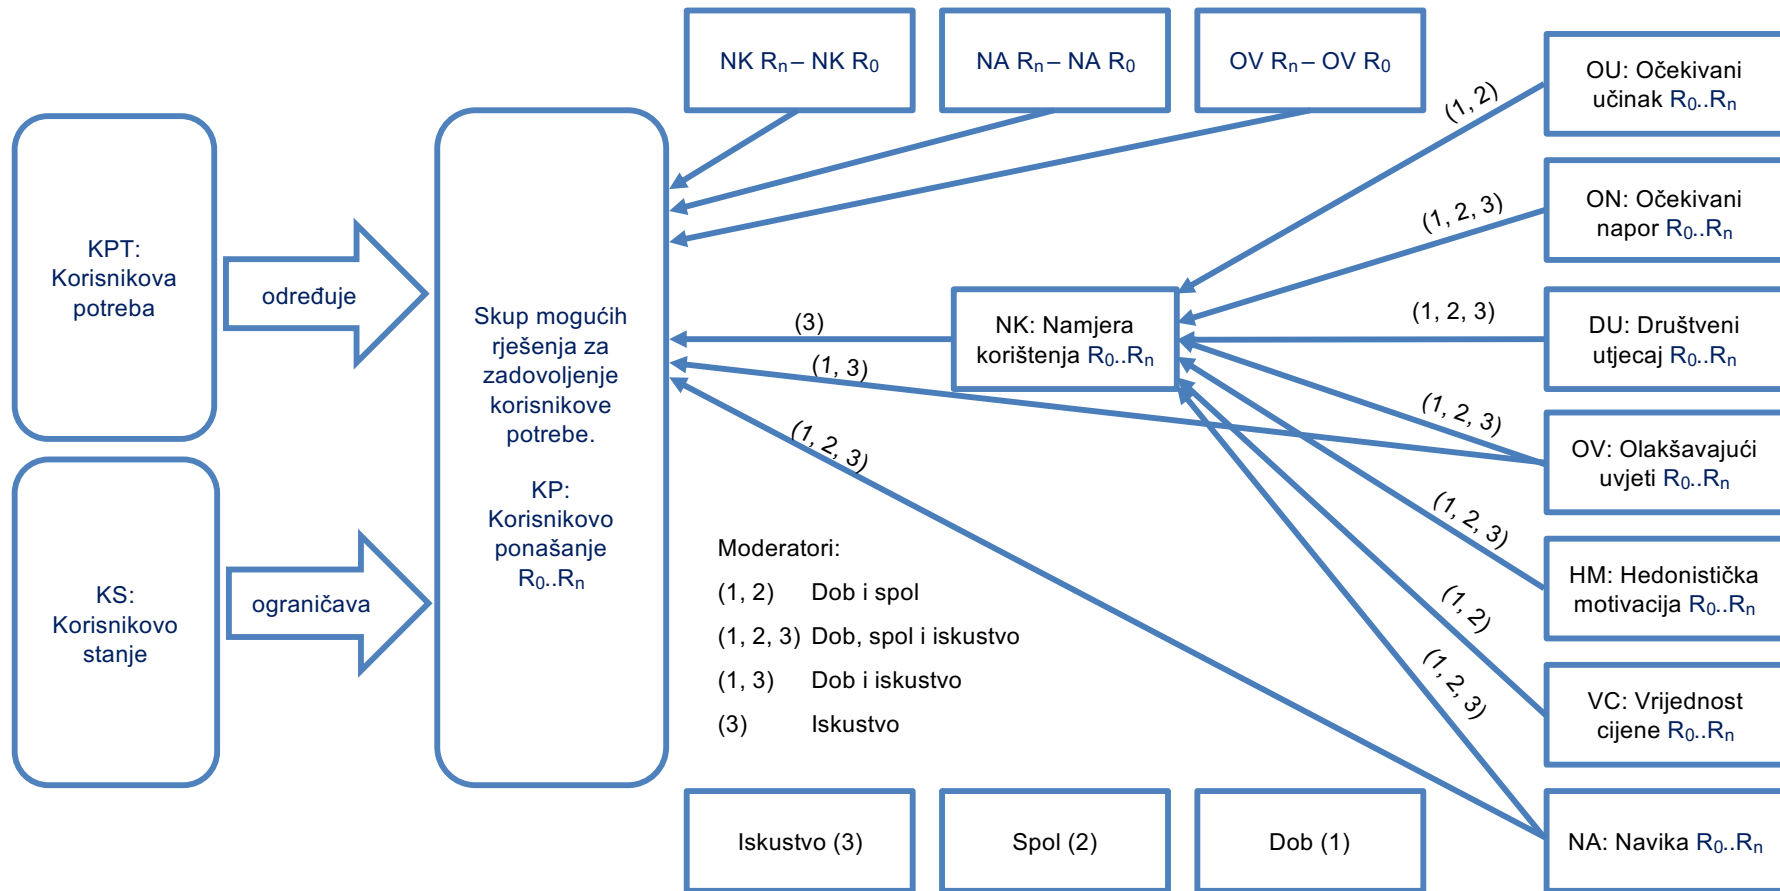 KPT:
Korisnikova
potreba
KS:
Korisnikovo
stanje
određuje
ograničava
Skup mogućih
rješenja za
zadovoljenje
korisnikove
potrebe.
KP:
Korisnikovo
ponašanje
R₀..Rₙ
NK Rₙ – NK R₀
NA Rₙ – NA R₀
OV Rₙ – OV R₀
(3)
(1, 3)
(1, 2, 3)
NK: Namjera
korištenja R₀..Rₙ
(1, 2)
(1, 2, 3)
(1, 2, 3)
(1, 2, 3)
(1, 2, 3)
(1, 2)
(1, 2, 3)
OU: Očekivani
učinak R₀..Rₙ
ON: Očekivani
napor R₀..Rₙ
DU: Društveni
utjecaj R₀..Rₙ
OV: Olakšavajući
uvjeti R₀..Rₙ
HM: Hedonistička
motivacija R₀..Rₙ
VC: Vrijednost
cijene R₀..Rₙ
NA: Navika R₀..Rₙ
Moderatori:
(1, 2) Dob i spol
(1, 2, 3) Dob, spol i iskustvo
(1, 3) Dob i iskustvo
(3) Iskustvo
Iskustvo (3)
Spol (2)
Dob (1)